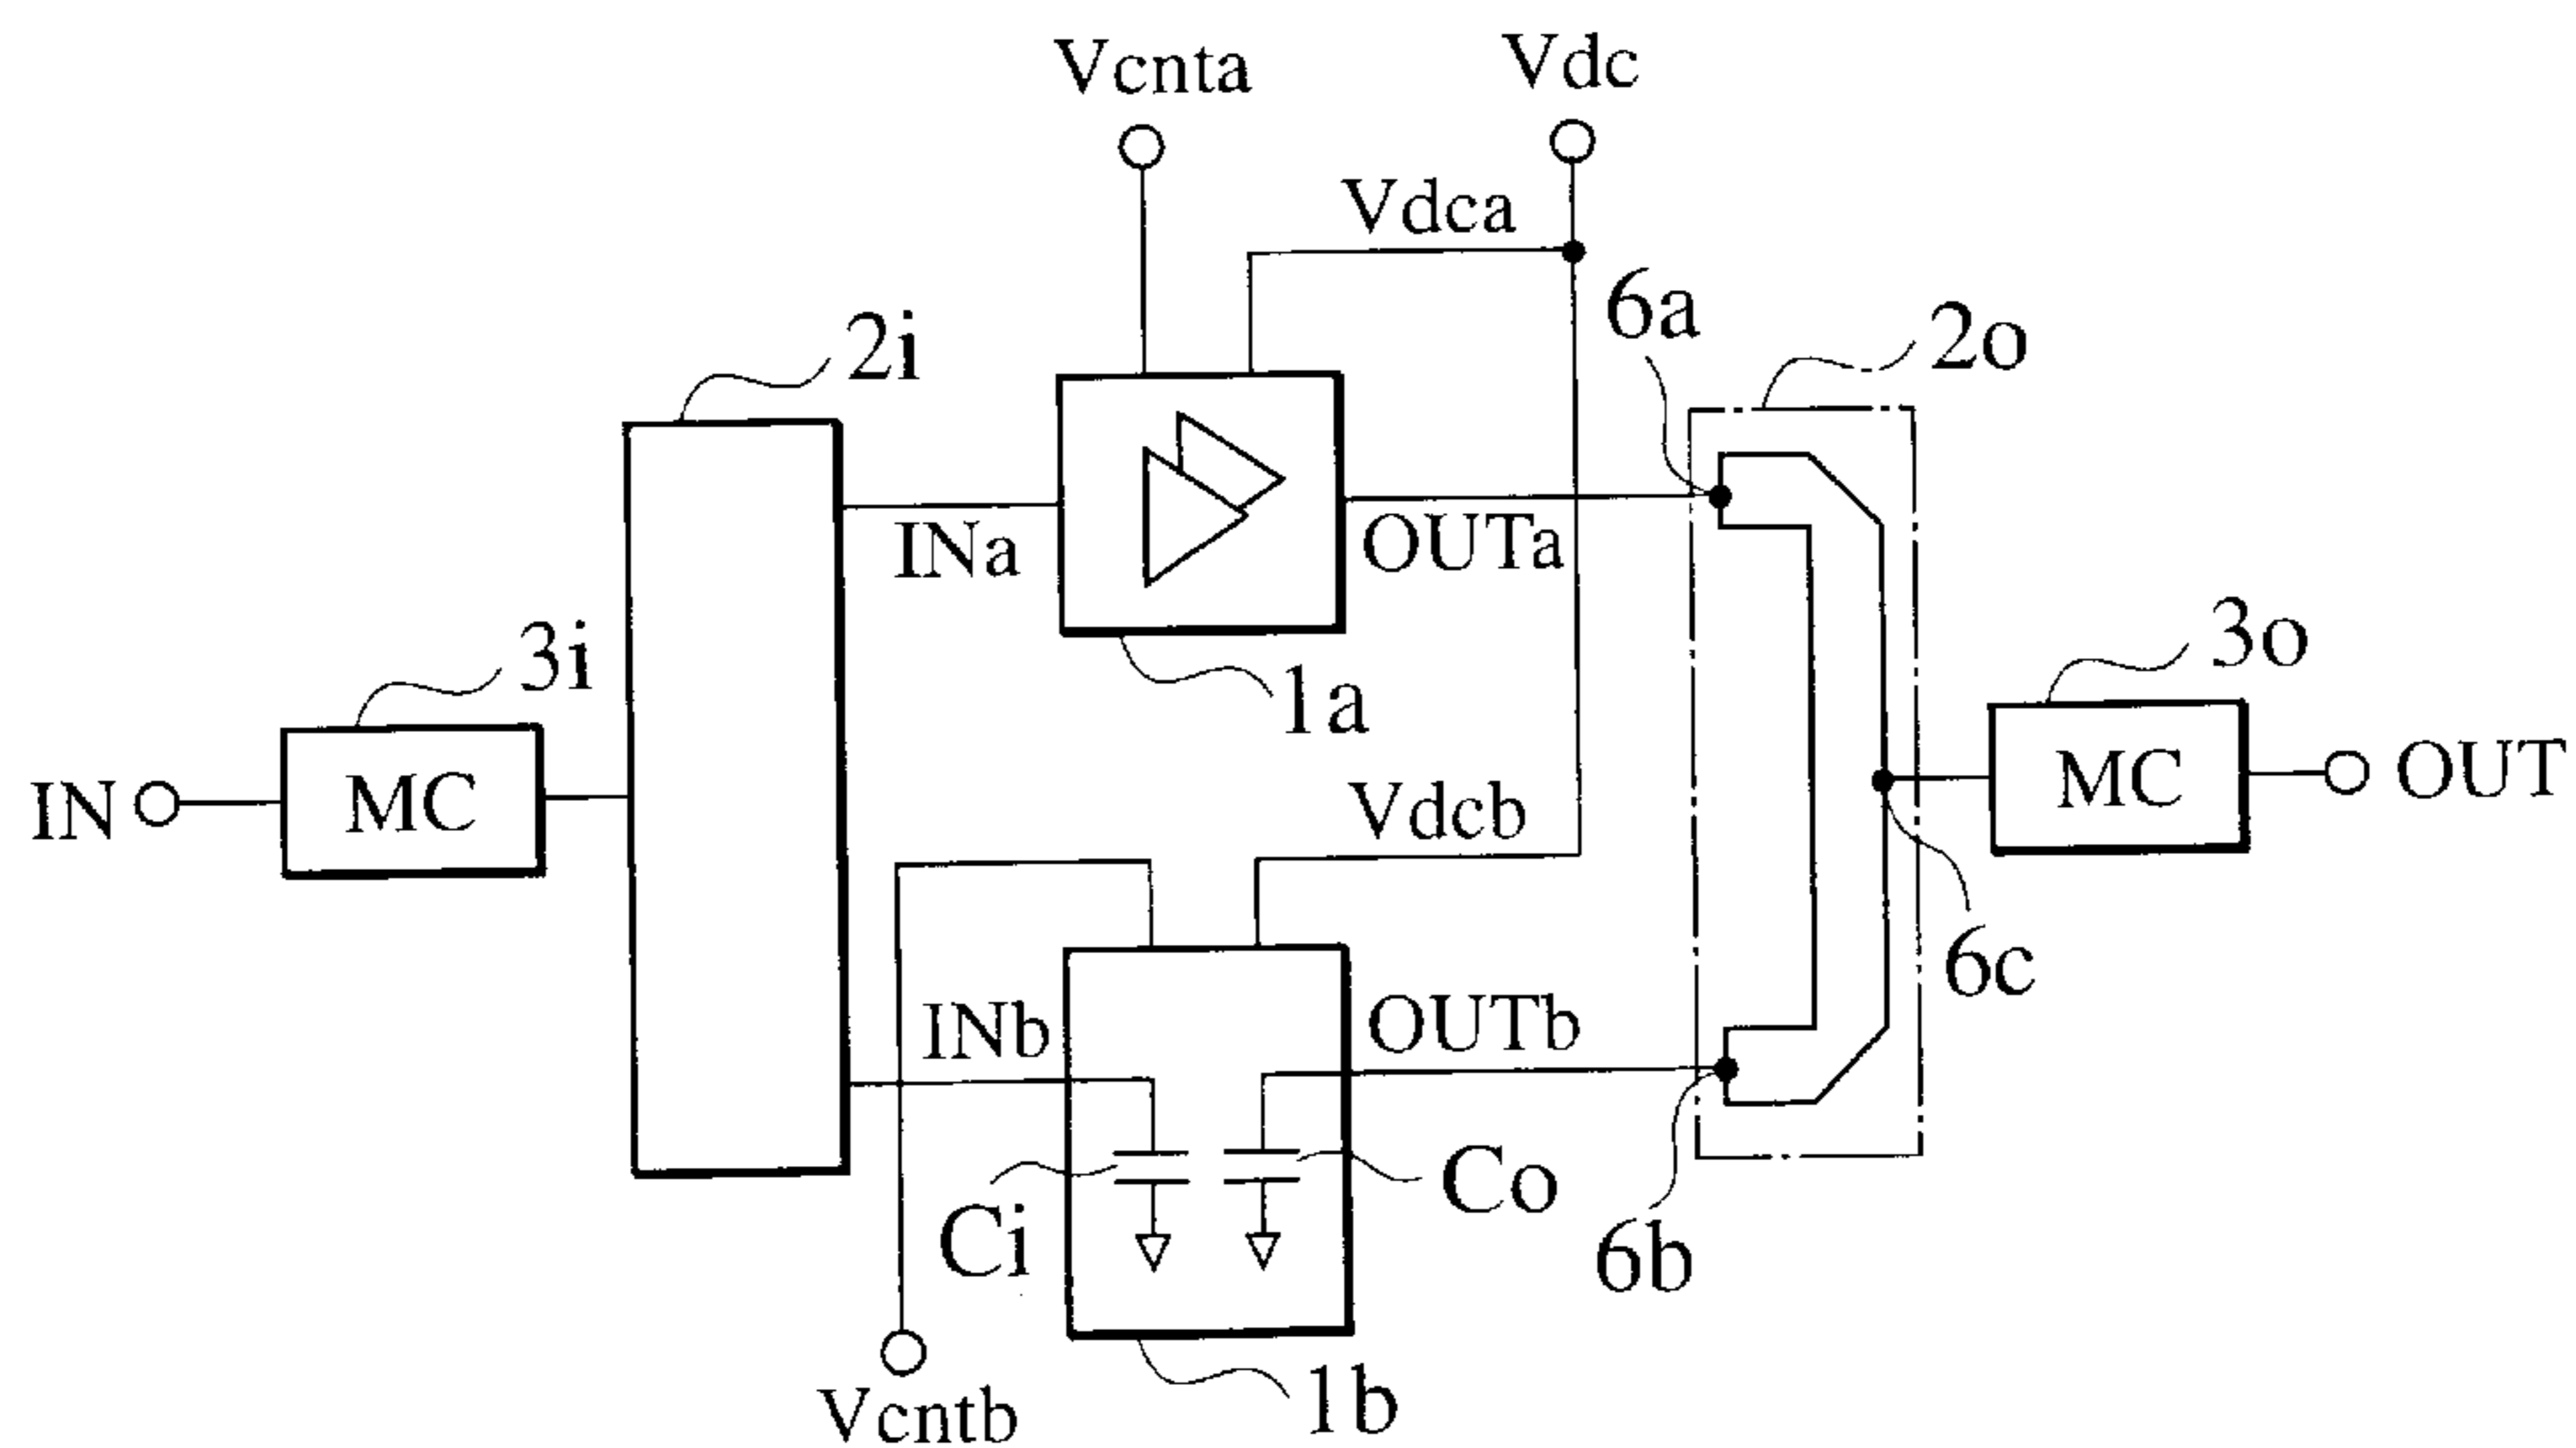 Vcnta
Vdc
Vdca
6a
2o
2i
INa
OUTa
3i
1a
3o
IN
MC
Vdcb
MC
OUT
6c
INb
OUTb
Ci
Co
6b
Vcntb
1b